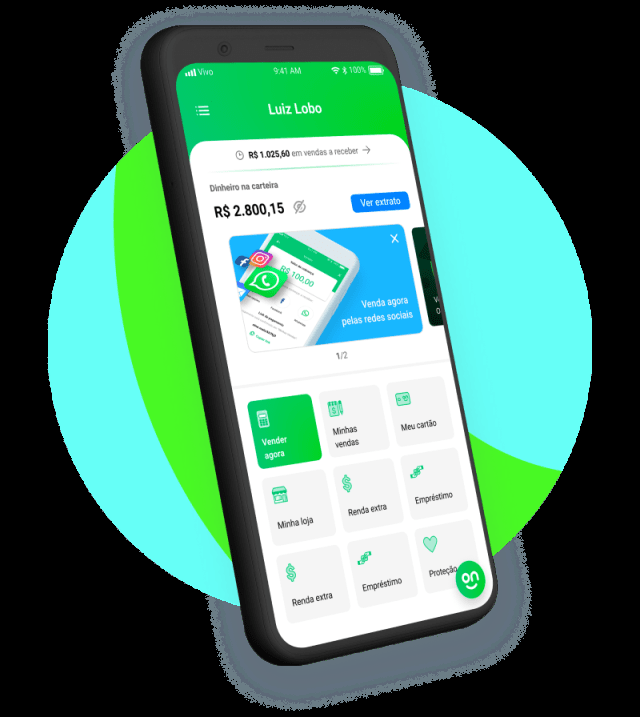 Vivo 9:41 AM 100%
Luiz Lobo
R$ 1.025,60 em vendas a receber
Dinheiro na carteira
R$ 2.800,15 Ver extrato
R$ 100,00
Venda agora
pelas redes sociais
1/2
Vender
agora
Minhas
vendas
Meu cartão
Minha loja
Renda extra
Empréstimo
Renda extra
Empréstimo
Proteção
on